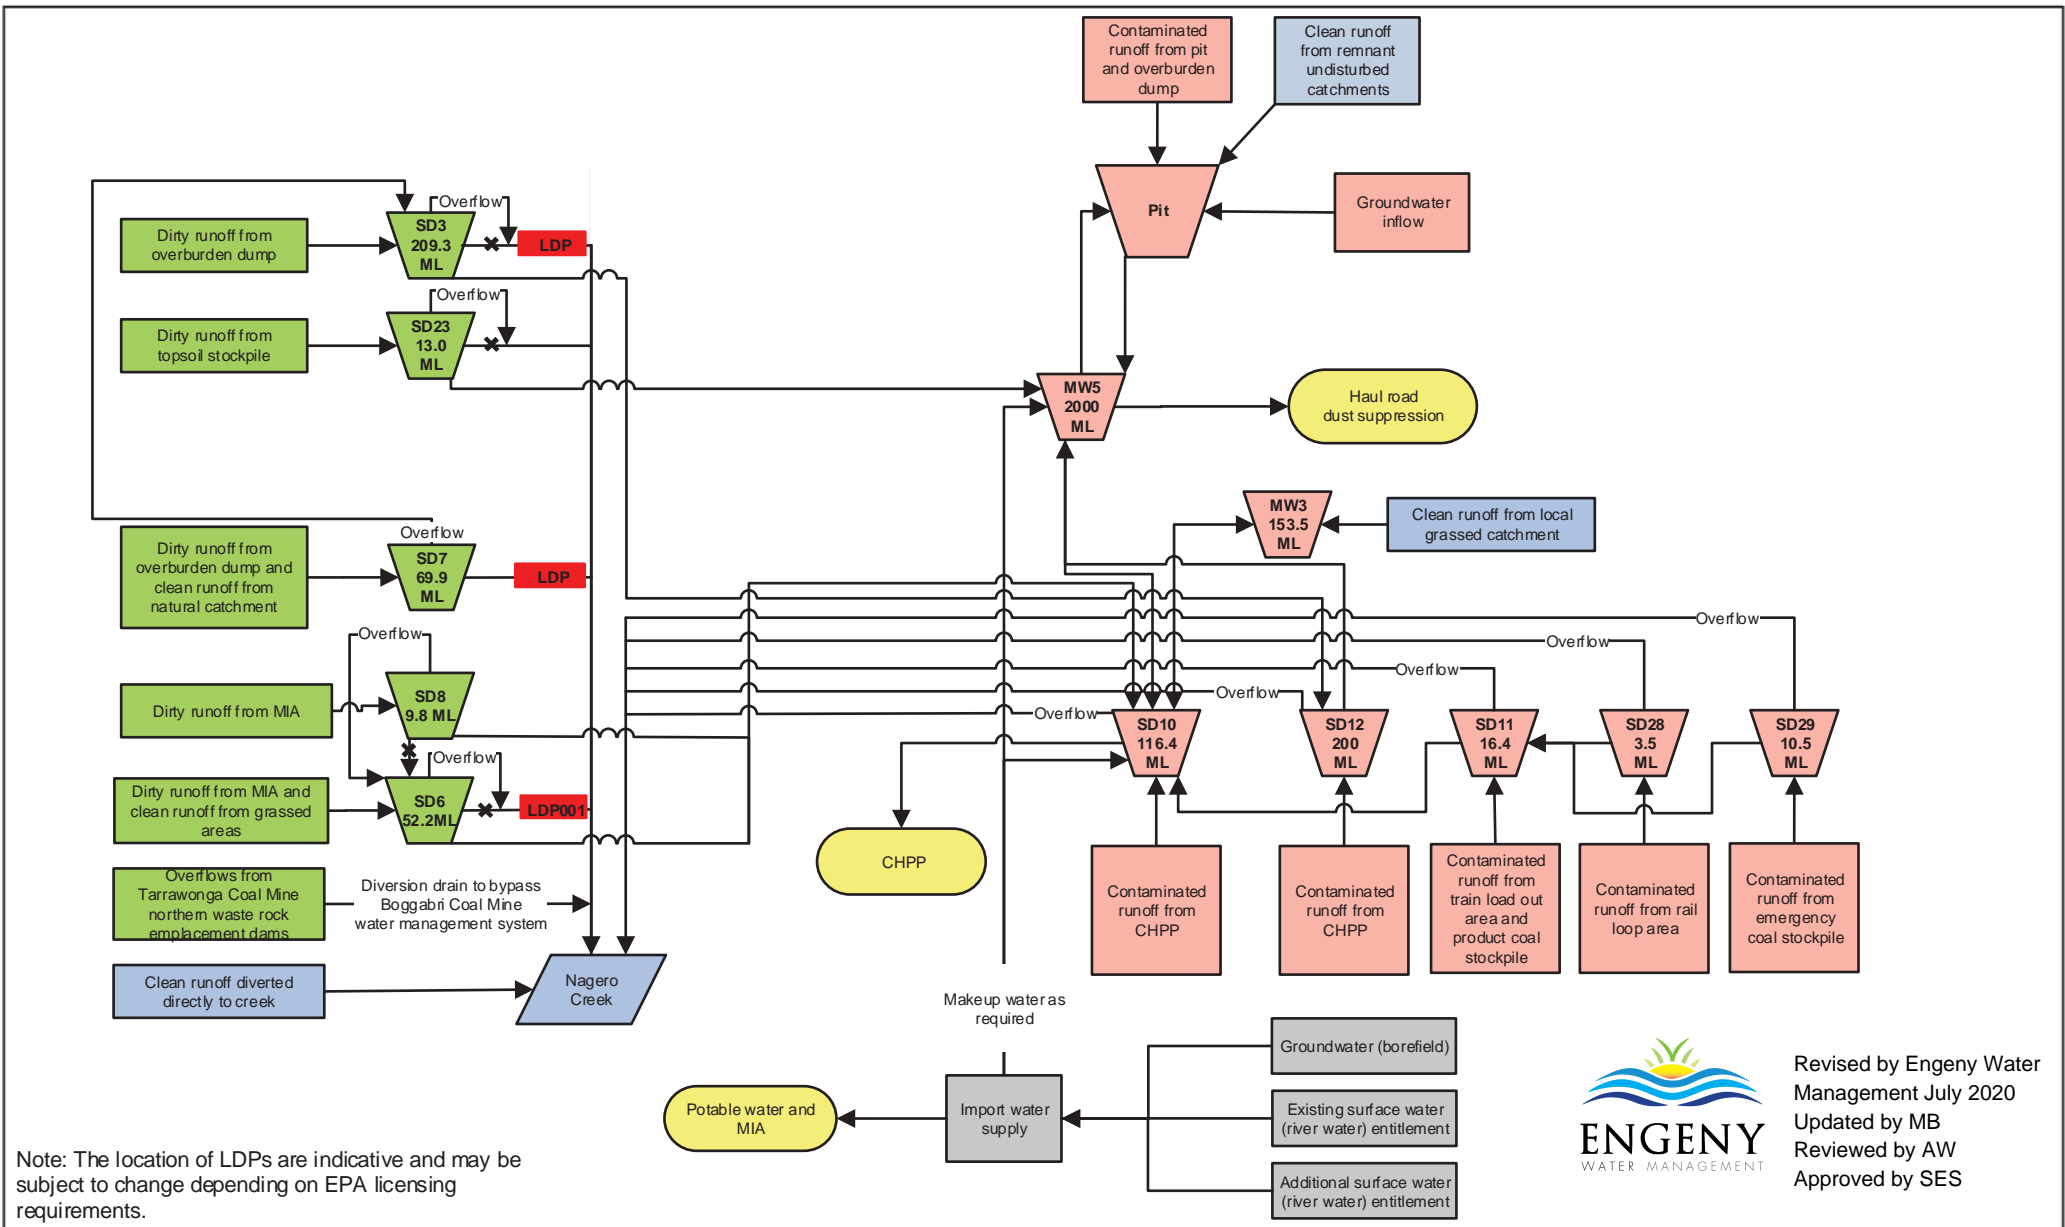 Contaminated
runoff from pit
and overburden
dump
Clean runoff
from remnant
undisturbed
catchments
Pit
Groundwater
inflow
Dirty runoff from
overburden dump
SD3
209.3
ML
Overflow
LDP
Dirty runoff from
topsoil stockpile
SD23
13.0
ML
Overflow
MW5
2000
ML
Haul road
dust suppression
MW3
153.5
ML
Clean runoff from local
grassed catchment
Dirty runoff from
overburden dump and
clean runoff from
natural catchment
Overflow
SD7
69.9
ML
LDP
Overflow
Dirty runoff from MIA
SD8
9.8 ML
Overflow
Dirty runoff from MIA and
clean runoff from grassed
areas
SD6
52.2ML
LDP001
Overflow
Overflow
Overflow
Overflow
Overflow
SD10
116.4
ML
SD12
200
ML
SD11
16.4
ML
SD28
3.5
ML
SD29
10.5
ML
CHPP
Contaminated
runoff from
CHPP
Contaminated
runoff from
CHPP
Contaminated
runoff from
train load out
area and
product coal
stockpile
Contaminated
runoff from rail
loop area
Contaminated
runoff from
emergency
coal stockpile
Overflows from
Tarrawonga Coal Mine
northern waste rock
emplacement dams
Diversion drain to bypass
Boggabri Coal Mine
water management system
Clean runoff diverted
directly to creek
Nagero
Creek
Makeup water as
required
Groundwater (borefield)
Existing surface water
(river water) entitlement
Additional surface water
(river water) entitlement
Import water
supply
Potable water and
MIA
ENGENY
WATER MANAGEMENT
Revised by Engeny Water
Management July 2020
Updated by MB
Reviewed by AW
Approved by SES
Note: The location of LDPs are indicative and may be
subject to change depending on EPA licensing
requirements.